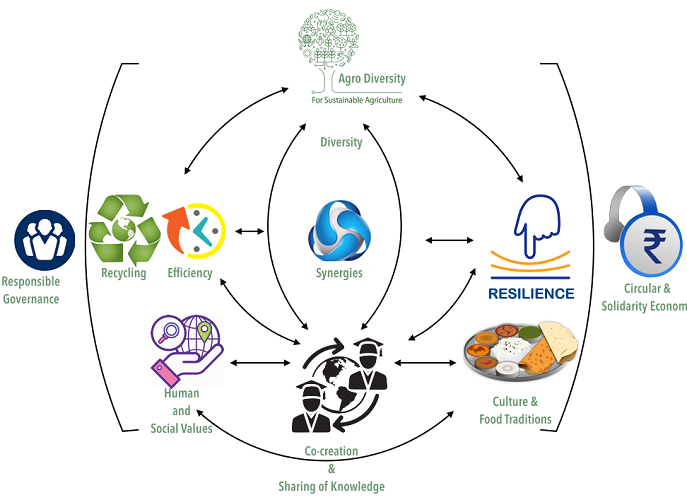 Agro Diversity
For Sustainable Agriculture
Diversity
Recycling
Efficiency
Synergies
RESILIENCE
Responsible
Governance
Circular &
Solidarity Econom
Human
and
Social Values
Culture &
Food Traditions
Co-creation
&
Sharing of Knowledge